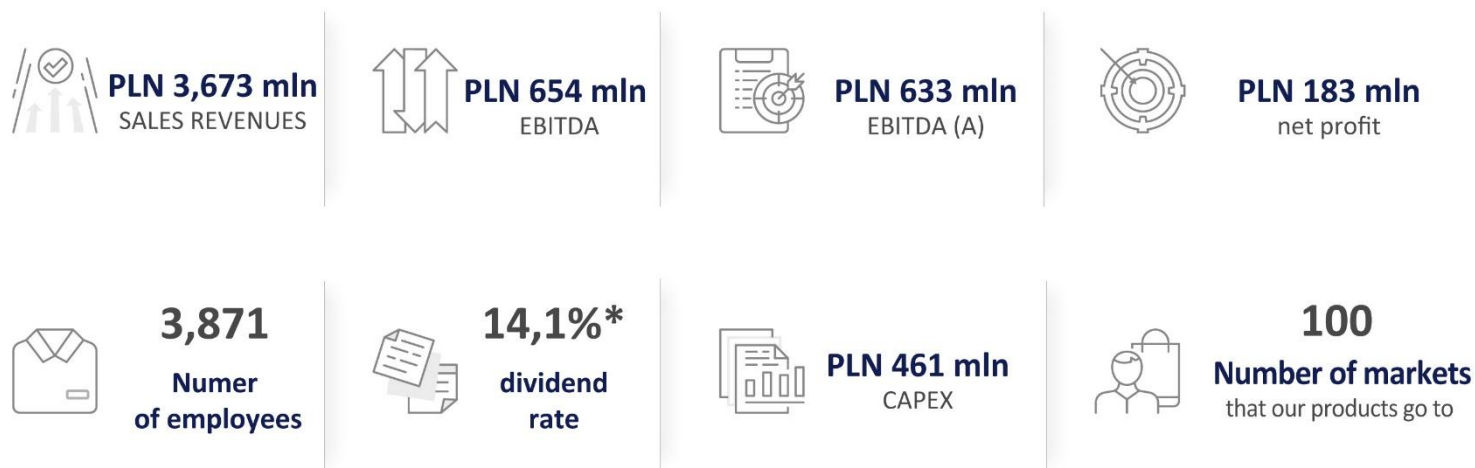 PLN 3,673 mln
SALES REVENUES
PLN 654 mln
EBITDA
PLN 633 mln
EBITDA (A)
PLN 183 mln
net profit
3,871
Numer
of employees
14,1%*
dividend
rate
PLN 461 mln
CAPEX
100
Number of markets
that our products go to